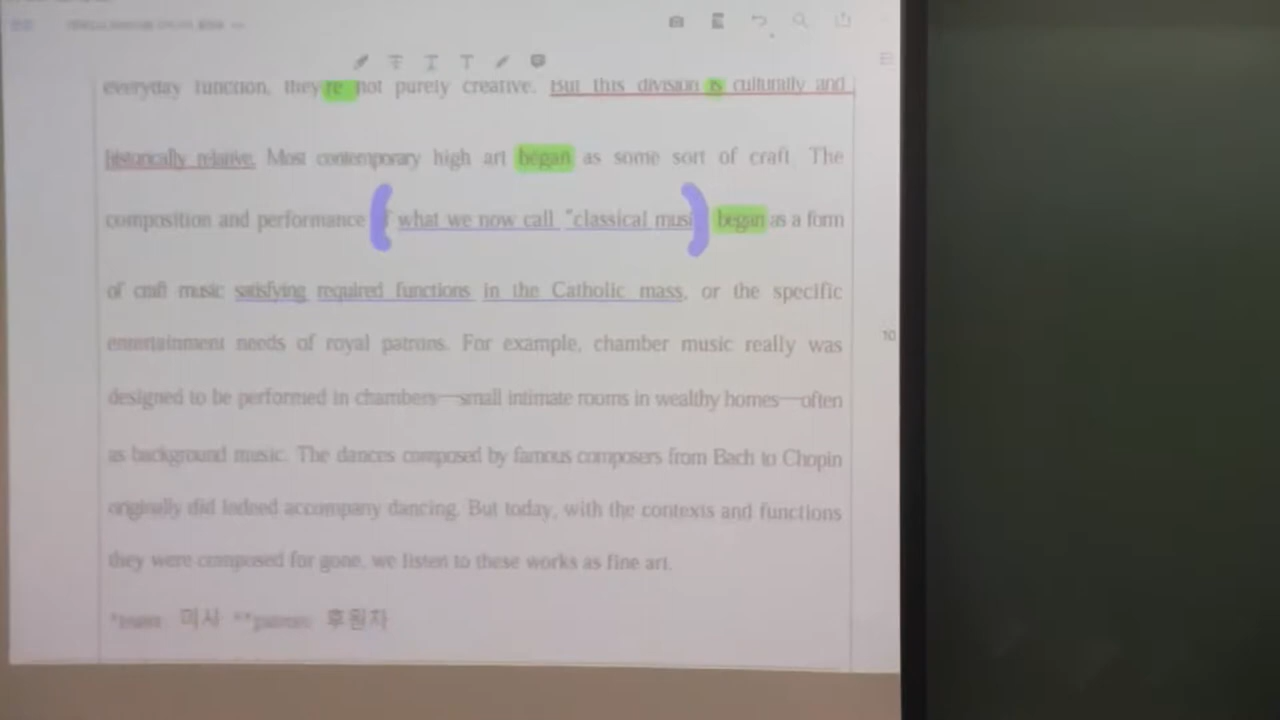 everyday function, they're not purely creative. But this division is culturally and
historically relative. Most contemporary high art began as some sort of craft. The
composition and performance what we now call "classical musi began as a form
of craft music satisfying required functions in the Catholic mass, or the specific
entertainment needs of royal patrons. For example, chamber music really was
10
designed to be performed in chambers—small intimate rooms in wealthy homes—often
as background music. The dances composed by famous composers from Bach to Chopin
originally did indeed accompany dancing. But today, with the contexts and functions
they were composed for gone, we listen to these works as fine art.
*mass 미사 **patron 후원자